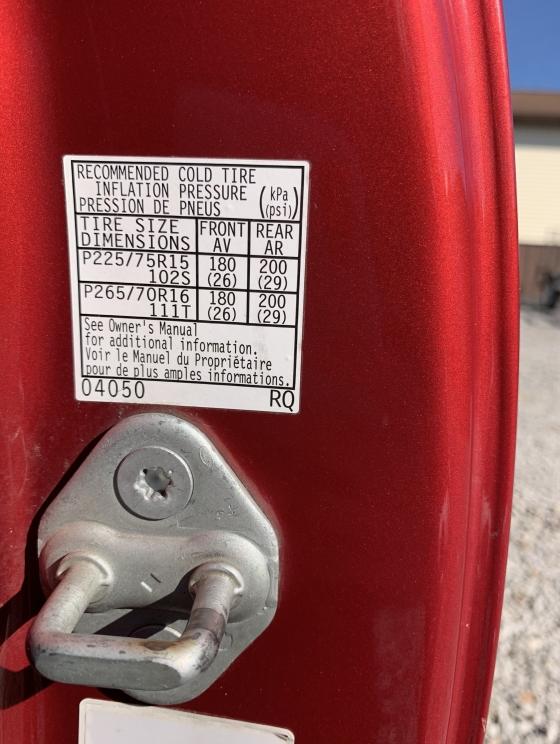 RECOMMENDED COLD TIRE
INFLATION PRESSURE (kPa
PRESSION DE PNEUS (psi)
TIRE SIZE FRONT REAR
DIMENSIONS AV AR
P225/75R15 180 200
102S (26) (29)
P265/70R16 180 200
111T (26) (29)
See Owner's Manual
for additional information.
Voir le Manuel du Propriétaire
pour de plus amples informations.
04050 RQ